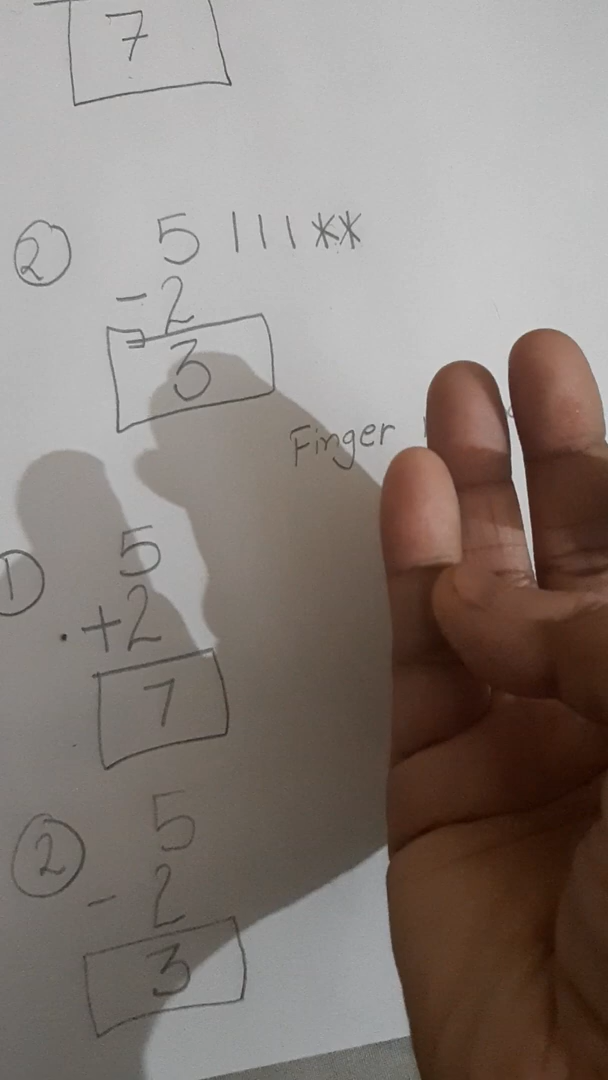 7
② 5 | | | * *
- 2
= 3
Finger
① 5
. + 2
7
② 5
- 2
3